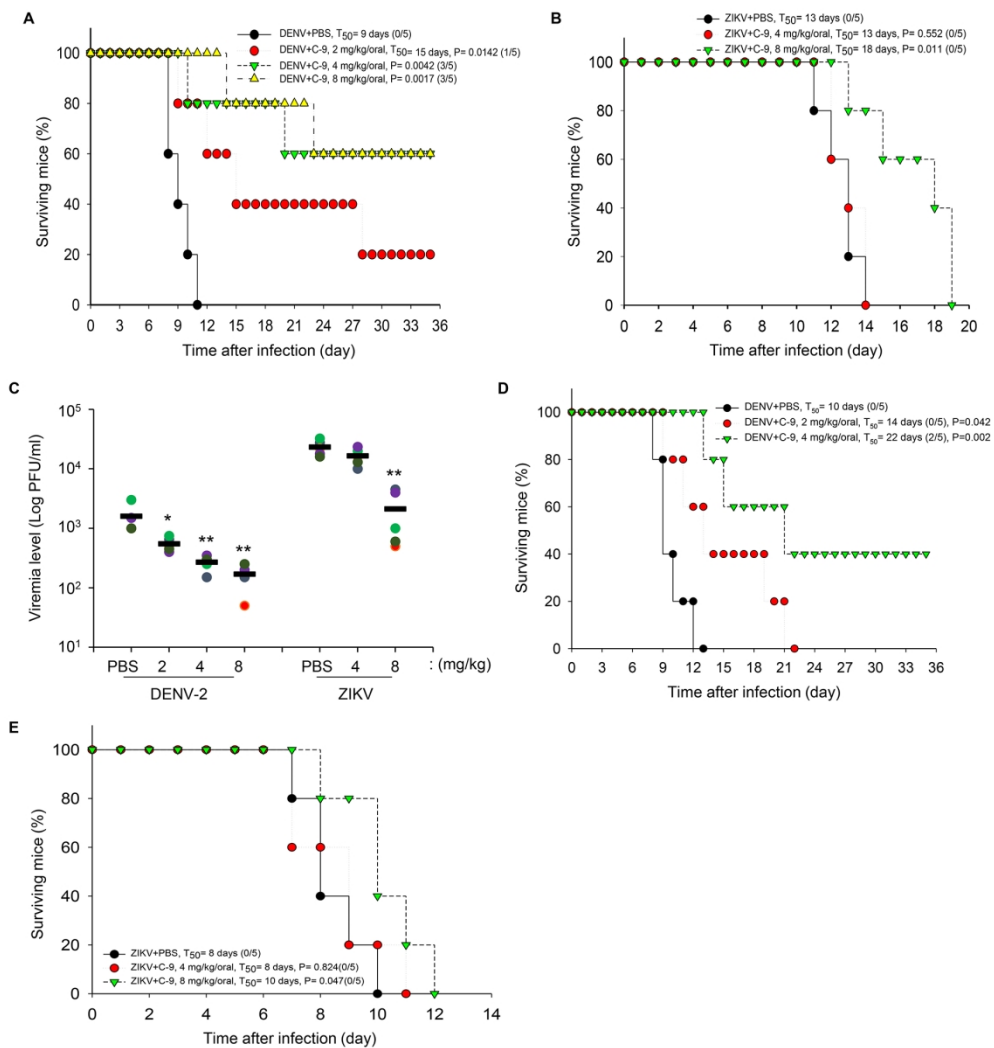 A
DENV+PBS, T50= 9 days (0/5)
DENV+C-9, 2 mg/kg/oral, T50= 15 days, P= 0.0142 (1/5)
DENV+C-9, 4 mg/kg/oral, P= 0.0042 (3/5)
DENV+C-9, 8 mg/kg/oral, P= 0.0017 (3/5)
Surviving mice (%)
100
80
60
40
20
0
0 3 6 9 12 15 18 21 24 27 30 33 36
Time after infection (day)
B
ZIKV+PBS, T50 = 13 days (0/5)
ZIKV+C-9, 4 mg/kg/oral, T50= 13 days P= 0.552 (0/5)
ZIKV+C-9, 8 mg/kg/oral, T50= 18 days, P= 0.011 (0/5)
Surviving mice (%)
100
80
60
40
20
0
0 2 4 6 8 10 12 14 16 18 20
Time after infection (day)
C
Viremia level (Log PFU/ml)
10^5
10^4
10^3
10^2
10^1
* ** ** **
PBS 2 4 8 PBS 4 8 : (mg/kg)
DENV-2 ZIKV
D
DENV+PBS, T50= 10 days (0/5)
DENV+C-9, 2 mg/kg/oral, T50= 14 days (0/5), P=0.042
DENV+C-9, 4 mg/kg/oral, T50= 22 days (2/5), P=0.002
Surviving mice (%)
100
80
60
40
20
0
0 3 6 9 12 15 18 21 24 27 30 33 36
Time after infection (day)
E
Surviving mice (%)
100
80
60
40
20
0
ZIKV+PBS, T50= 8 days (0/5)
ZIKV+C-9, 4 mg/kg/oral, T50= 8 days, P= 0.824(0/5)
ZIKV+C-9, 8 mg/kg/oral, T50= 10 days, P= 0.047(0/5)
0 2 4 6 8 10 12 14
Time after infection (day)